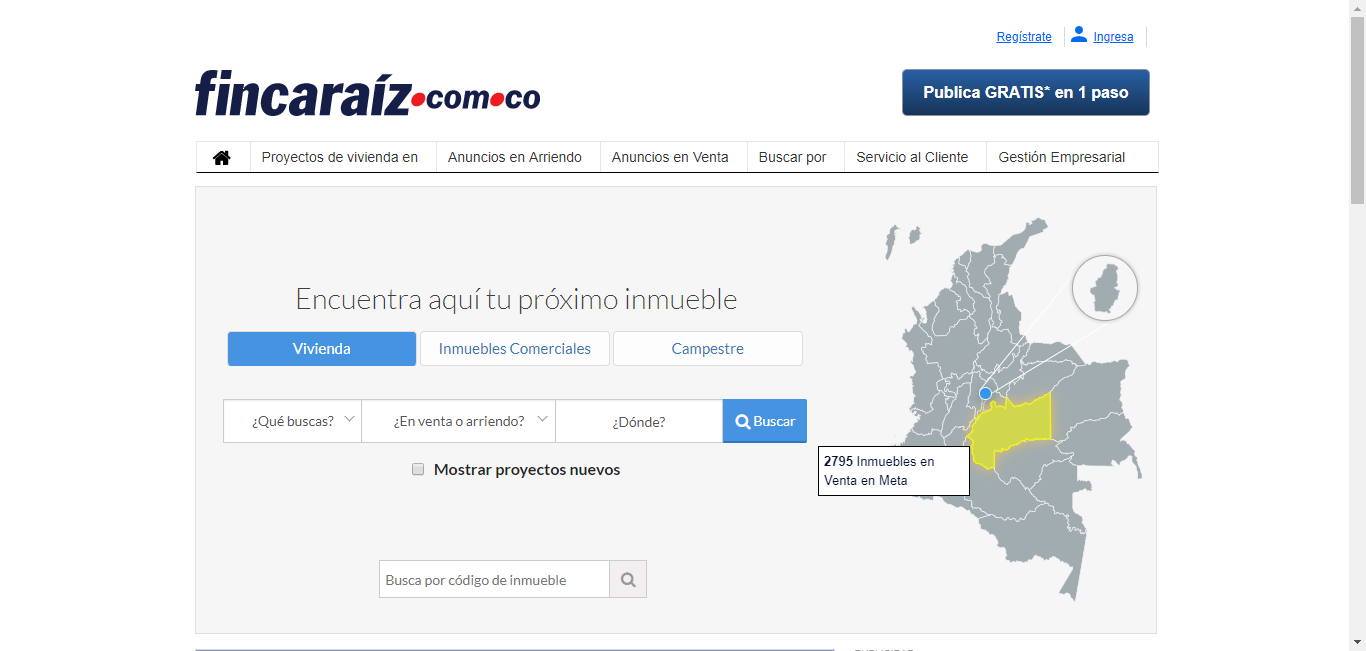 Regístrate
Ingresa
fincaraíz.com.co
Publica GRATIS* en 1 paso
Proyectos de vivienda en
Anuncios en Arriendo
Anuncios en Venta
Buscar por
Servicio al Cliente
Gestión Empresarial
Encuentra aquí tu próximo inmueble
Vivienda
Inmuebles Comerciales
Campestre
¿Qué buscas?
¿En venta o arriendo?
¿Dónde?
Buscar
2795 Inmuebles en
Venta en Meta
Mostrar proyectos nuevos
Busca por código de inmueble